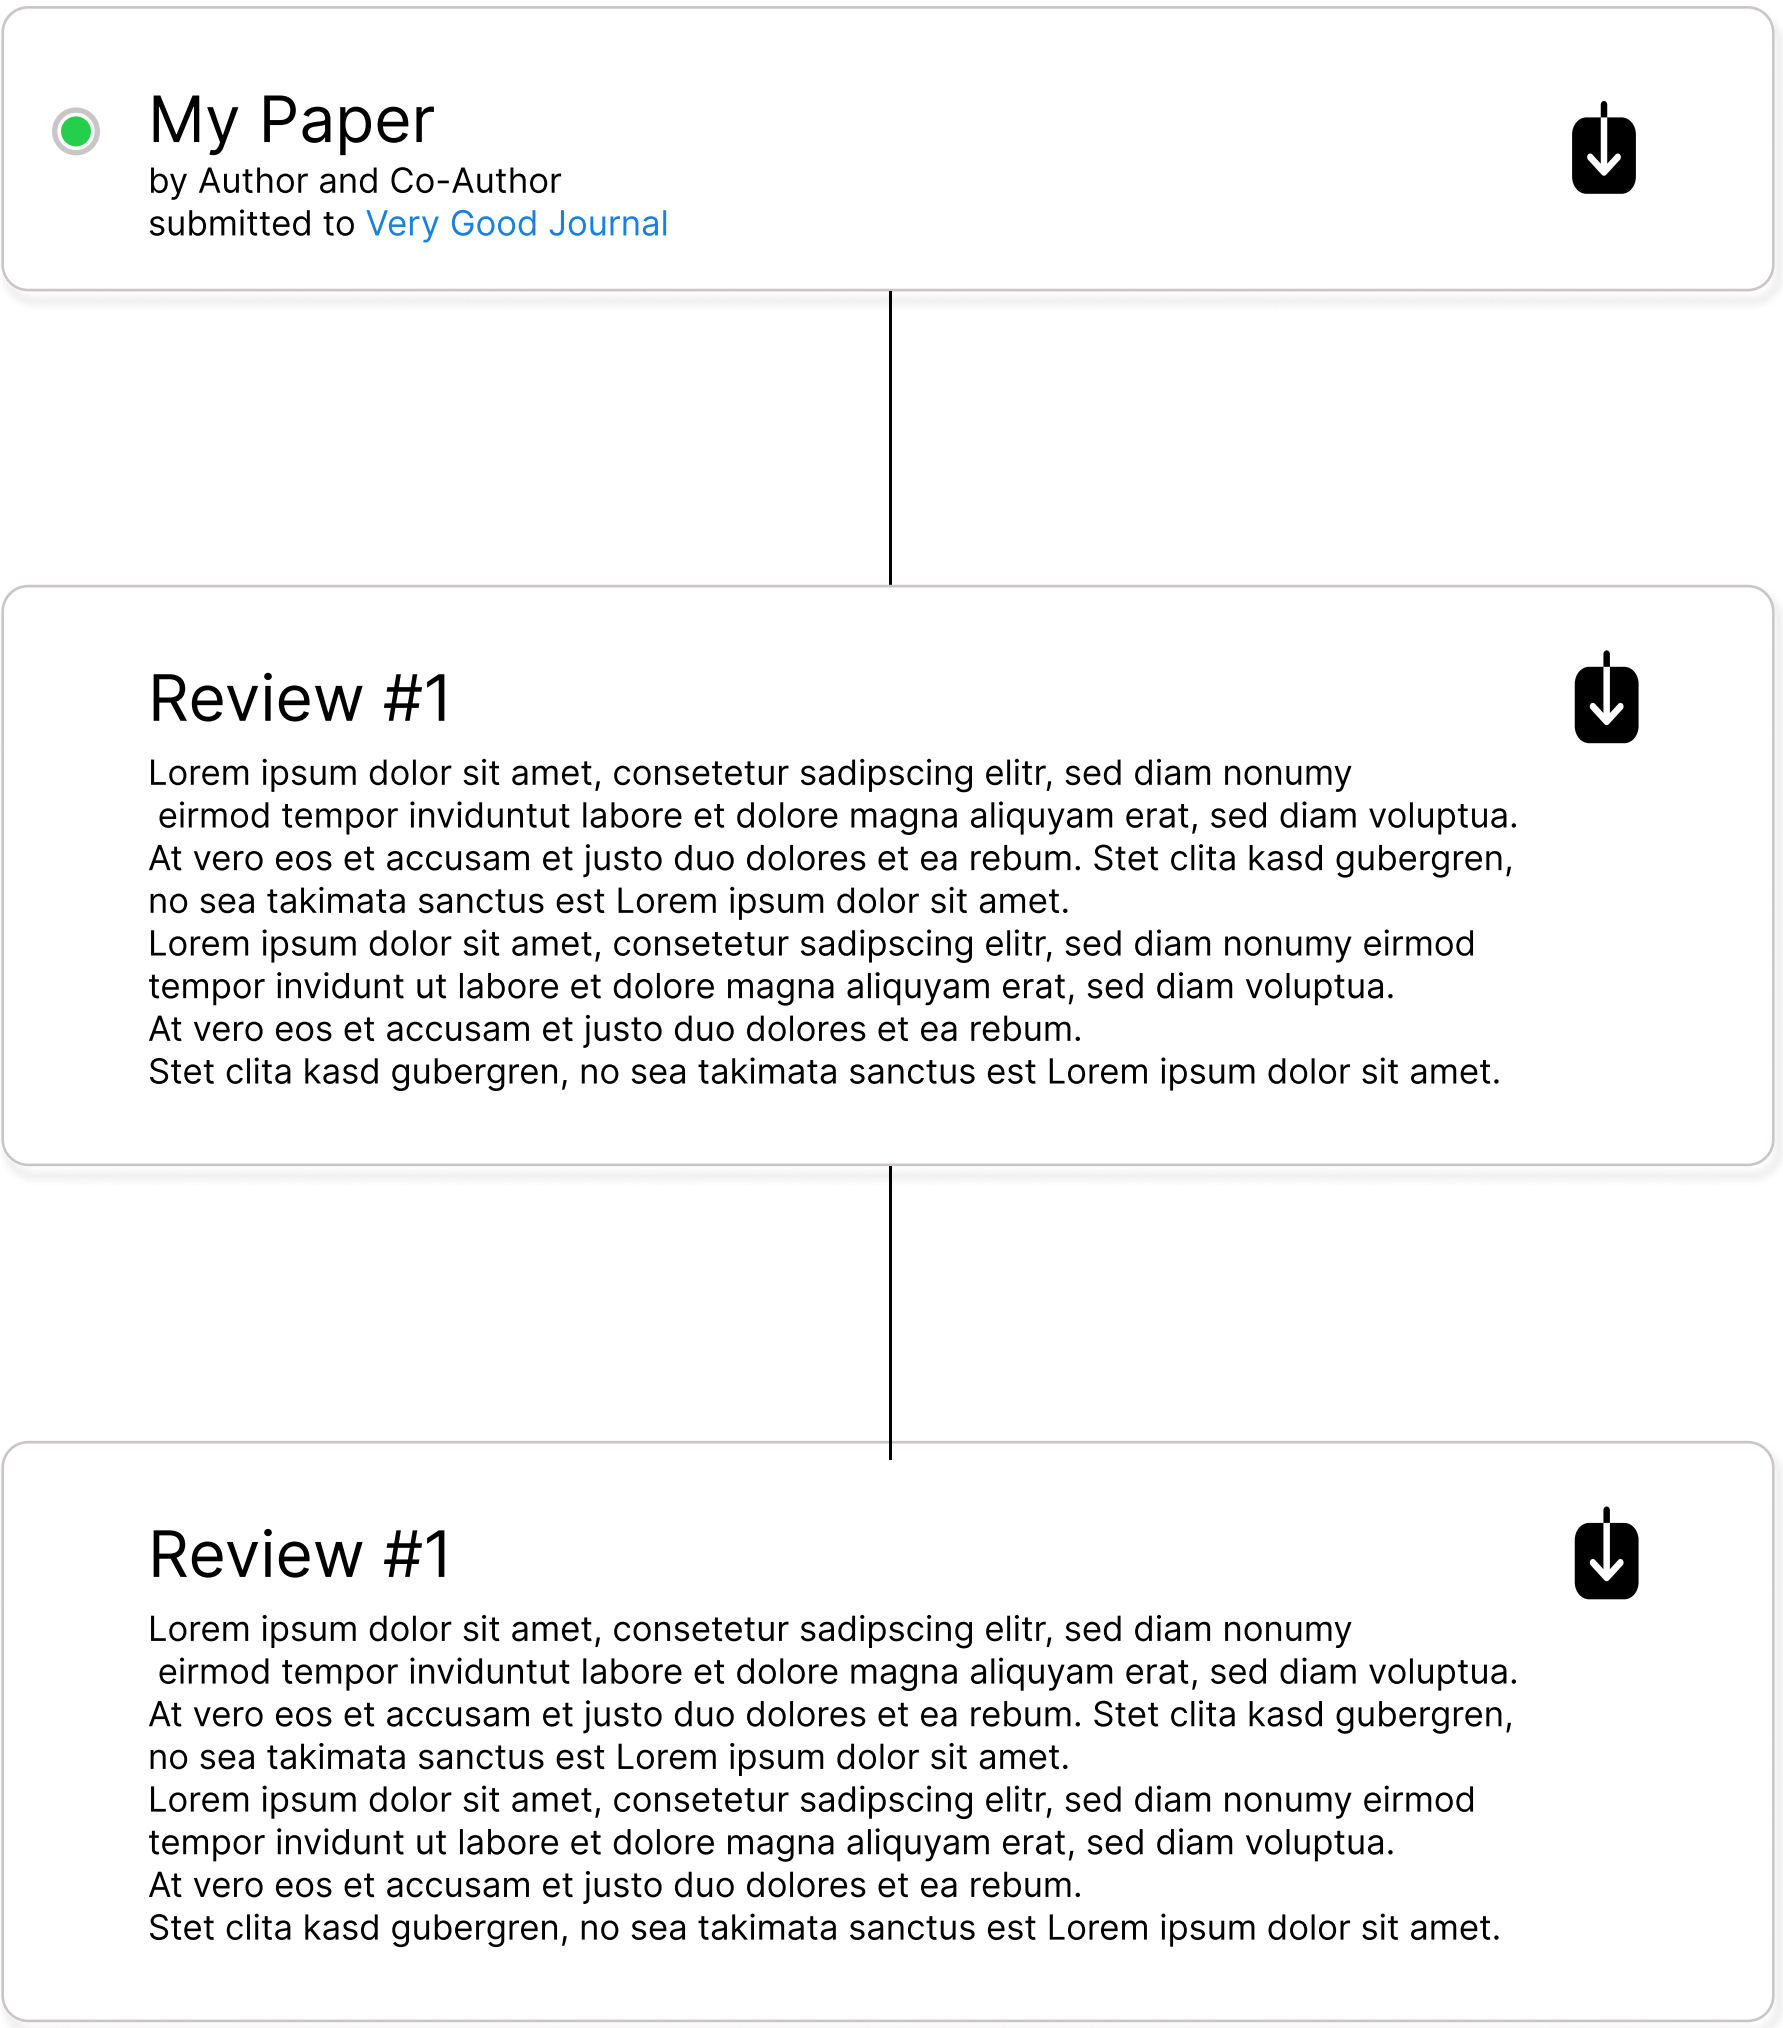 My Paper
by Author and Co-Author
submitted to Very Good Journal
Review #1
Lorem ipsum dolor sit amet, consetetur sadipscing elitr, sed diam nonumy
eirmod tempor inviduntut labore et dolore magna aliquyam erat, sed diam voluptua.
At vero eos et accusam et justo duo dolores et ea rebum. Stet clita kasd gubergren,
no sea takimata sanctus est Lorem ipsum dolor sit amet.
Lorem ipsum dolor sit amet, consetetur sadipscing elitr, sed diam nonumy eirmod
tempor invidunt ut labore et dolore magna aliquyam erat, sed diam voluptua.
At vero eos et accusam et justo duo dolores et ea rebum.
Stet clita kasd gubergren, no sea takimata sanctus est Lorem ipsum dolor sit amet.
Review #1
Lorem ipsum dolor sit amet, consetetur sadipscing elitr, sed diam nonumy
eirmod tempor inviduntut labore et dolore magna aliquyam erat, sed diam voluptua.
At vero eos et accusam et justo duo dolores et ea rebum. Stet clita kasd gubergren,
no sea takimata sanctus est Lorem ipsum dolor sit amet.
Lorem ipsum dolor sit amet, consetetur sadipscing elitr, sed diam nonumy eirmod
tempor invidunt ut labore et dolore magna aliquyam erat, sed diam voluptua.
At vero eos et accusam et justo duo dolores et ea rebum.
Stet clita kasd gubergren, no sea takimata sanctus est Lorem ipsum dolor sit amet.